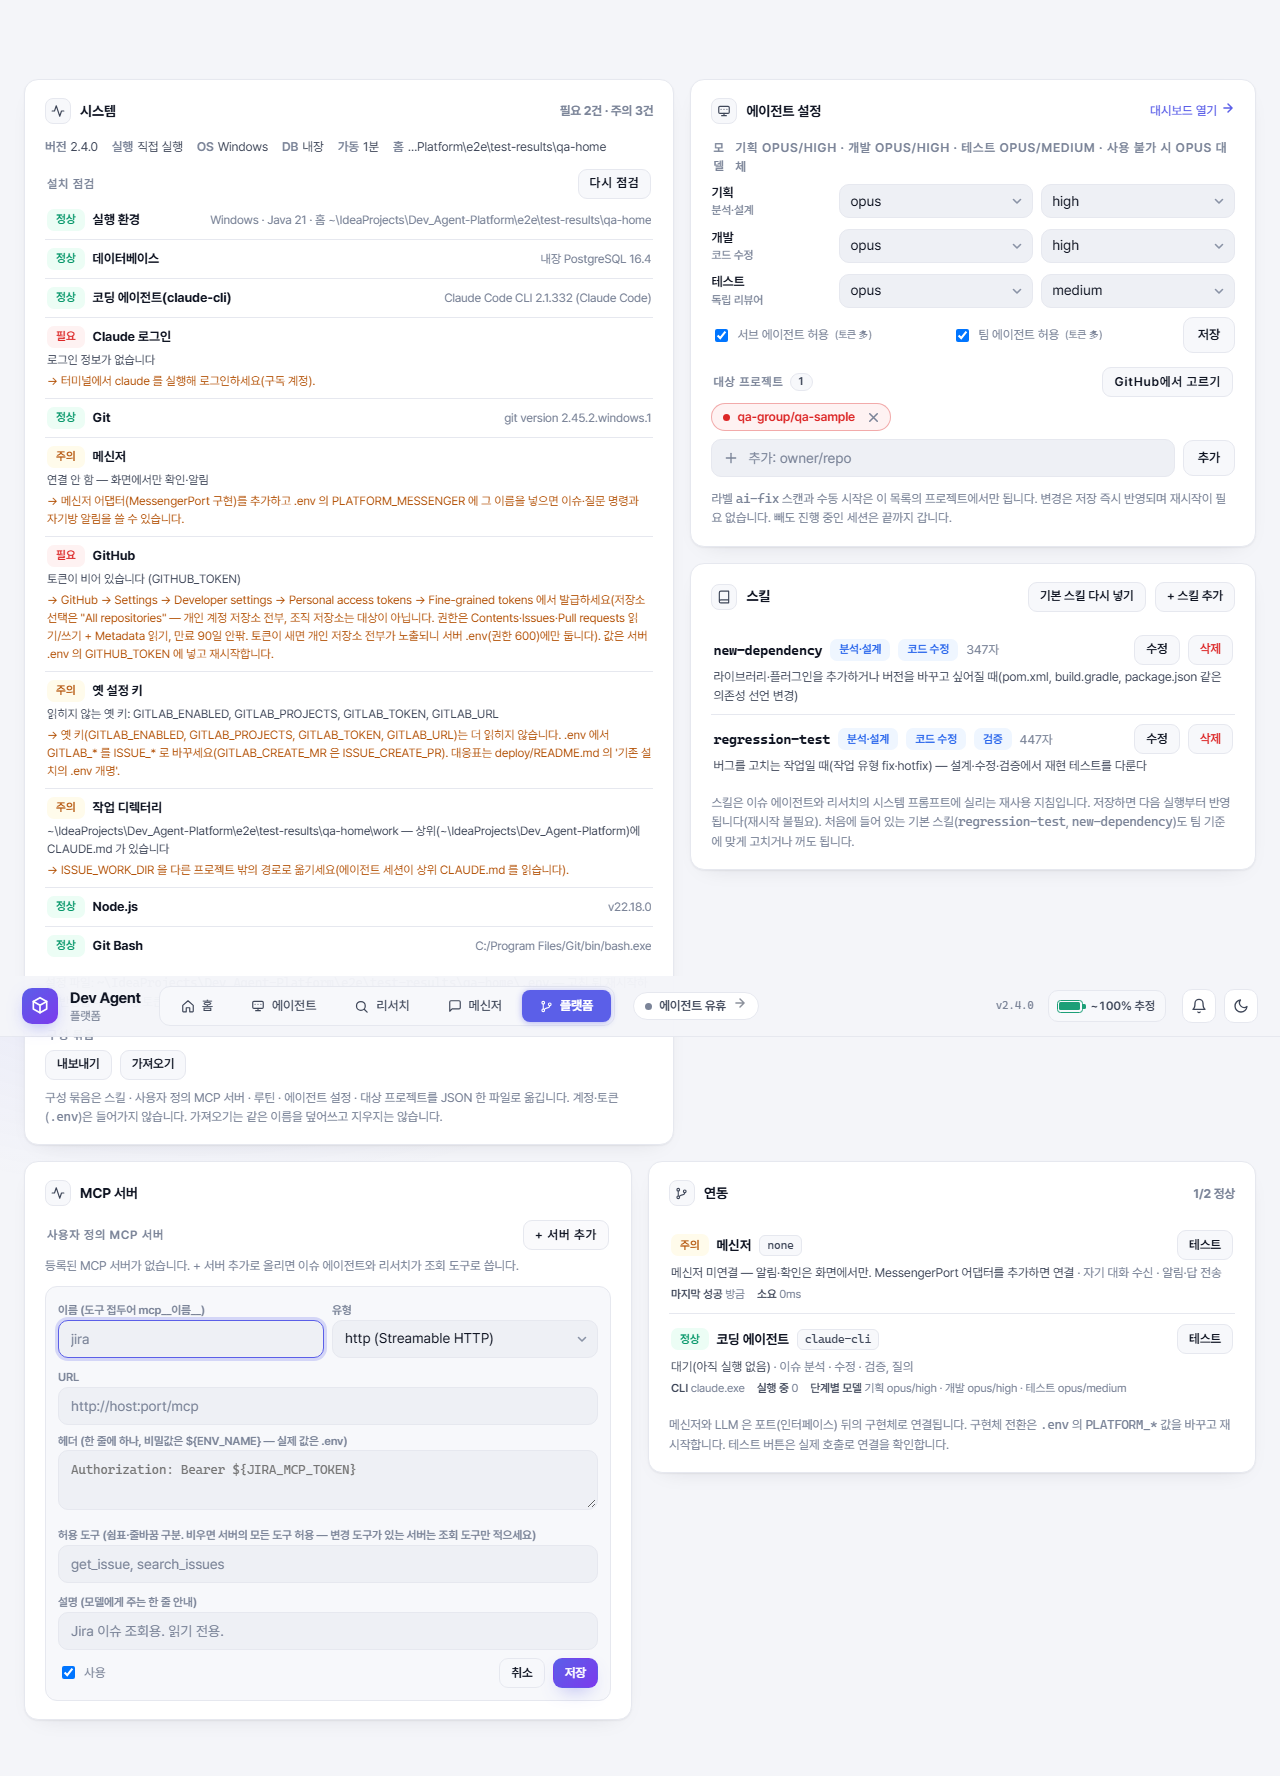 시스템
필요 2건 · 주의 3건
버전 2.4.0 실행 직접 실행 OS Windows DB 내장 가동 1분 홈 ...Platform\e2e\test-results\qa-home
설치 점검
다시 점검
정상 실행 환경 Windows · Java 21 · 홈 ~\IdeaProjects\Dev_Agent-Platform\e2e\test-results\qa-home
정상 데이터베이스 내장 PostgreSQL 16.4
정상 코딩 에이전트(claude-cli) Claude Code CLI 2.1.332 (Claude Code)
필요 Claude 로그인
로그인 정보가 없습니다
→ 터미널에서 claude 를 실행해 로그인하세요(구독 계정).
정상 Git git version 2.45.2.windows.1
주의 메신저
연결 안 함 — 화면에서만 확인·알림
→ 메신저 어댑터(MessengerPort 구현)를 추가하고 .env 의 PLATFORM_MESSENGER 에 그 이름을 넣으면 이슈·질문 명령과
자기방 알림을 쓸 수 있습니다.
필요 GitHub
토큰이 비어 있습니다 (GITHUB_TOKEN)
→ GitHub → Settings → Developer settings → Personal access tokens → Fine-grained tokens 에서 발급하세요(저장소
선택은 "All repositories" — 개인 계정 저장소 전부, 조직 저장소는 대상이 아닙니다. 권한은 Contents·Issues·Pull requests 읽
기/쓰기 + Metadata 읽기, 만료 90일 안팎. 토큰이 새면 개인 저장소 전부가 노출되니 서버 .env(권한 600)에만 둡니다). 값은 서버
.env 의 GITHUB_TOKEN 에 넣고 재시작합니다.
주의 옛 설정 키
읽히지 않는 옛 키: GITLAB_ENABLED, GITLAB_PROJECTS, GITLAB_TOKEN, GITLAB_URL
→ 옛 키(GITLAB_ENABLED, GITLAB_PROJECTS, GITLAB_TOKEN, GITLAB_URL)는 더 읽히지 않습니다. .env 에서
GITLAB_* 를 ISSUE_* 로 바꾸세요(GITLAB_CREATE_MR 은 ISSUE_CREATE_PR). 대응표는 deploy/README.md 의 '기존 설
치의 .env 개명'.
주의 작업 디렉터리
~\IdeaProjects\Dev_Agent-Platform\e2e\test-results\qa-home\work — 상위(~\IdeaProjects\Dev_Agent-Platform)에
CLAUDE.md 가 있습니다
→ ISSUE_WORK_DIR 을 다른 프로젝트 밖의 경로로 옮기세요(에이전트 세션이 상위 CLAUDE.md 를 읽습니다).
정상 Node.js v22.18.0
정상 Git Bash C:/Program Files/Git/bin/bash.exe
에이전트 설정
대시보드 열기 →
모델 기획 OPUS/HIGH · 개발 OPUS/HIGH · 테스트 OPUS/MEDIUM · 사용 불가 시 OPUS 대체
기획
분석·설계
opus
high
개발
코드 수정
opus
high
테스트
독립 리뷰어
opus
medium
서브 에이전트 허용 (토큰 多)
팀 에이전트 허용 (토큰 多)
저장
대상 프로젝트 1
GitHub에서 고르기
qa-group/qa-sample ×
+ 추가: owner/repo
추가
라벨 ai-fix 스캔과 수동 시작은 이 목록의 프로젝트에서만 됩니다. 변경은 저장 즉시 반영되며 재시작이 필
요 없습니다. 빼도 진행 중인 세션은 끝까지 갑니다.
스킬
기본 스킬 다시 넣기
+ 스킬 추가
new-dependency 분석·설계 코드 수정 347자 수정 삭제
라이브러리·플러그인을 추가하거나 버전을 바꾸고 싶어질 때(pom.xml, build.gradle, package.json 같은
의존성 선언 변경)
regression-test 분석·설계 코드 수정 검증 447자 수정 삭제
버그를 고치는 작업일 때(작업 유형 fix·hotfix) — 설계·수정·검증에서 재현 테스트를 다룬다
스킬은 이슈 에이전트와 리서치의 시스템 프롬프트에 실리는 재사용 지침입니다. 저장하면 다음 실행부터 반영
됩니다(재시작 불필요). 처음에 들어 있는 기본 스킬(regression-test, new-dependency)도 팀 기준
에 맞게 고치거나 꺼도 됩니다.
Dev Agent
플랫폼
홈
에이전트
리서치
메신저
플랫폼
에이전트 유휴 →
v2.4.0
~100% 추정
내보내기
가져오기
구성 묶음은 스킬 · 사용자 정의 MCP 서버 · 루틴 · 에이전트 설정 · 대상 프로젝트를 JSON 한 파일로 옮깁니다. 계정·토큰
(.env)은 들어가지 않습니다. 가져오기는 같은 이름을 덮어쓰고 지우지는 않습니다.
MCP 서버
사용자 정의 MCP 서버
+ 서버 추가
등록된 MCP 서버가 없습니다. + 서버 추가로 올리면 이슈 에이전트와 리서치가 조회 도구로 씁니다.
이름 (도구 접두어 mcp__이름__)
유형
jira
http (Streamable HTTP)
URL
http://host:port/mcp
헤더 (한 줄에 하나, 비밀값은 ${ENV_NAME} — 실제 값은 .env)
Authorization: Bearer ${JIRA_MCP_TOKEN}
허용 도구 (쉼표·줄바꿈 구분. 비우면 서버의 모든 도구 허용 — 변경 도구가 있는 서버는 조회 도구만 적으세요)
get_issue, search_issues
설명 (모델에게 주는 한 줄 안내)
Jira 이슈 조회용. 읽기 전용.
사용
취소
저장
연동
1/2 정상
주의 메신저 none 테스트
메신저 미연결 — 알림·확인은 화면에서만. MessengerPort 어댑터를 추가하면 연결 · 자기 대화 수신 · 알림·답 전송
마지막 성공 방금 소요 0ms
정상 코딩 에이전트 claude-cli 테스트
대기(아직 실행 없음) · 이슈 분석 · 수정 · 검증, 질의
CLI claude.exe 실행 중 0 단계별 모델 기획 opus/high · 개발 opus/high · 테스트 opus/medium
메신저와 LLM 은 포트(인터페이스) 뒤의 구현체로 연결됩니다. 구현체 전환은 .env 의 PLATFORM_* 값을 바꾸고 재
시작합니다. 테스트 버튼은 실제 호출로 연결을 확인합니다.